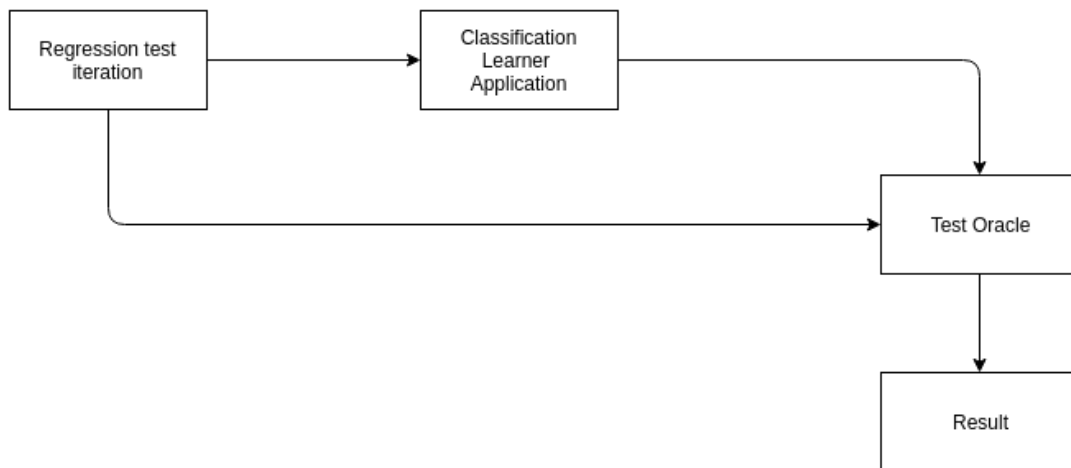 Regression test
iteration
Classification
Learner
Application
Test Oracle
Result